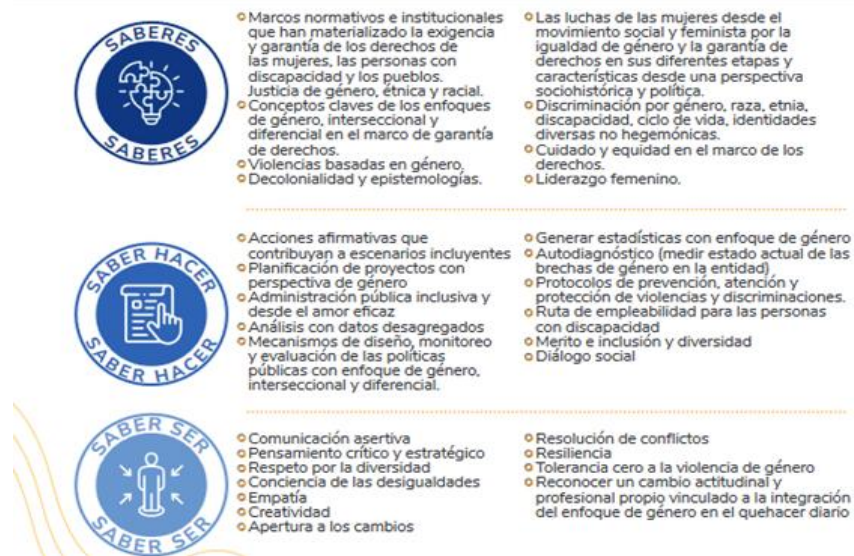 SABERES
SABERES
Marcos normativos e institucionales
que han materializado la exigencia
y garantía de los derechos de
las mujeres, las personas con
discapacidad y los pueblos.
Justicia de género, étnica y racial.
Conceptos claves de los enfoques
de género, interseccional y
diferencial en el marco de garantía
de derechos.
Violencias basadas en género,
Decolonialidad y epistemologías.
Las luchas de las mujeres desde el
movimiento social y feminista por la
igualdad de género y la garantía de
derechos en sus diferentes etapas y
características desde una perspectiva
sociohistórica y política.
Discriminación por género, raza, etnia,
discapacidad, ciclo de vida, identidades
diversas no hegemónicas.
Cuidado y equidad en el marco de los
derechos.
Liderazgo femenino.
SABER HACER
SABER HACER
Acciones afirmativas que
contribuyan a escenarios incluyentes
Planificación de proyectos con
perspectiva de género
Administración pública inclusiva y
desde el amor eficaz
Análisis con datos desagregados
Mecanismos de diseño, monitoreo
y evaluación de las políticas
públicas con enfoque de género,
interseccional y diferencial.
Generar estadísticas con enfoque de género
Autodiagnóstico (medir estado actual de las
brechas de género en la entidad)
Protocolos de prevención, atención y
protección de violencias y discriminaciones.
Ruta de empleabilidad para las personas
con discapacidad
Merito e inclusión y diversidad
Diálogo social
SABER SER
SABER SER
Comunicación asertiva
Pensamiento crítico y estratégico
Respeto por la diversidad
Conciencia de las desigualdades
Empatía
Creatividad
Apertura a los cambios
Resolución de conflictos
Resiliencia
Tolerancia cero a la violencia de género
Reconocer un cambio actitudinal y
profesional propio vinculado a la integración
del enfoque de género en el quehacer diario